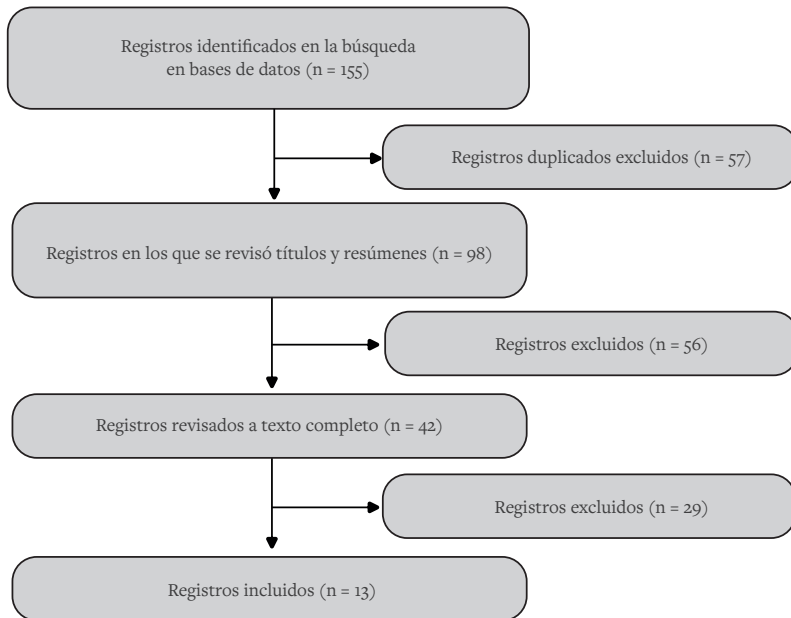 Registros identificados en la búsqueda
en bases de datos (n = 155)
Registros duplicados excluidos (n = 57)
Registros en los que se revisó títulos y resúmenes (n = 98)
Registros excluidos (n = 56)
Registros revisados a texto completo (n = 42)
Registros excluidos (n = 29)
Registros incluidos (n = 13)